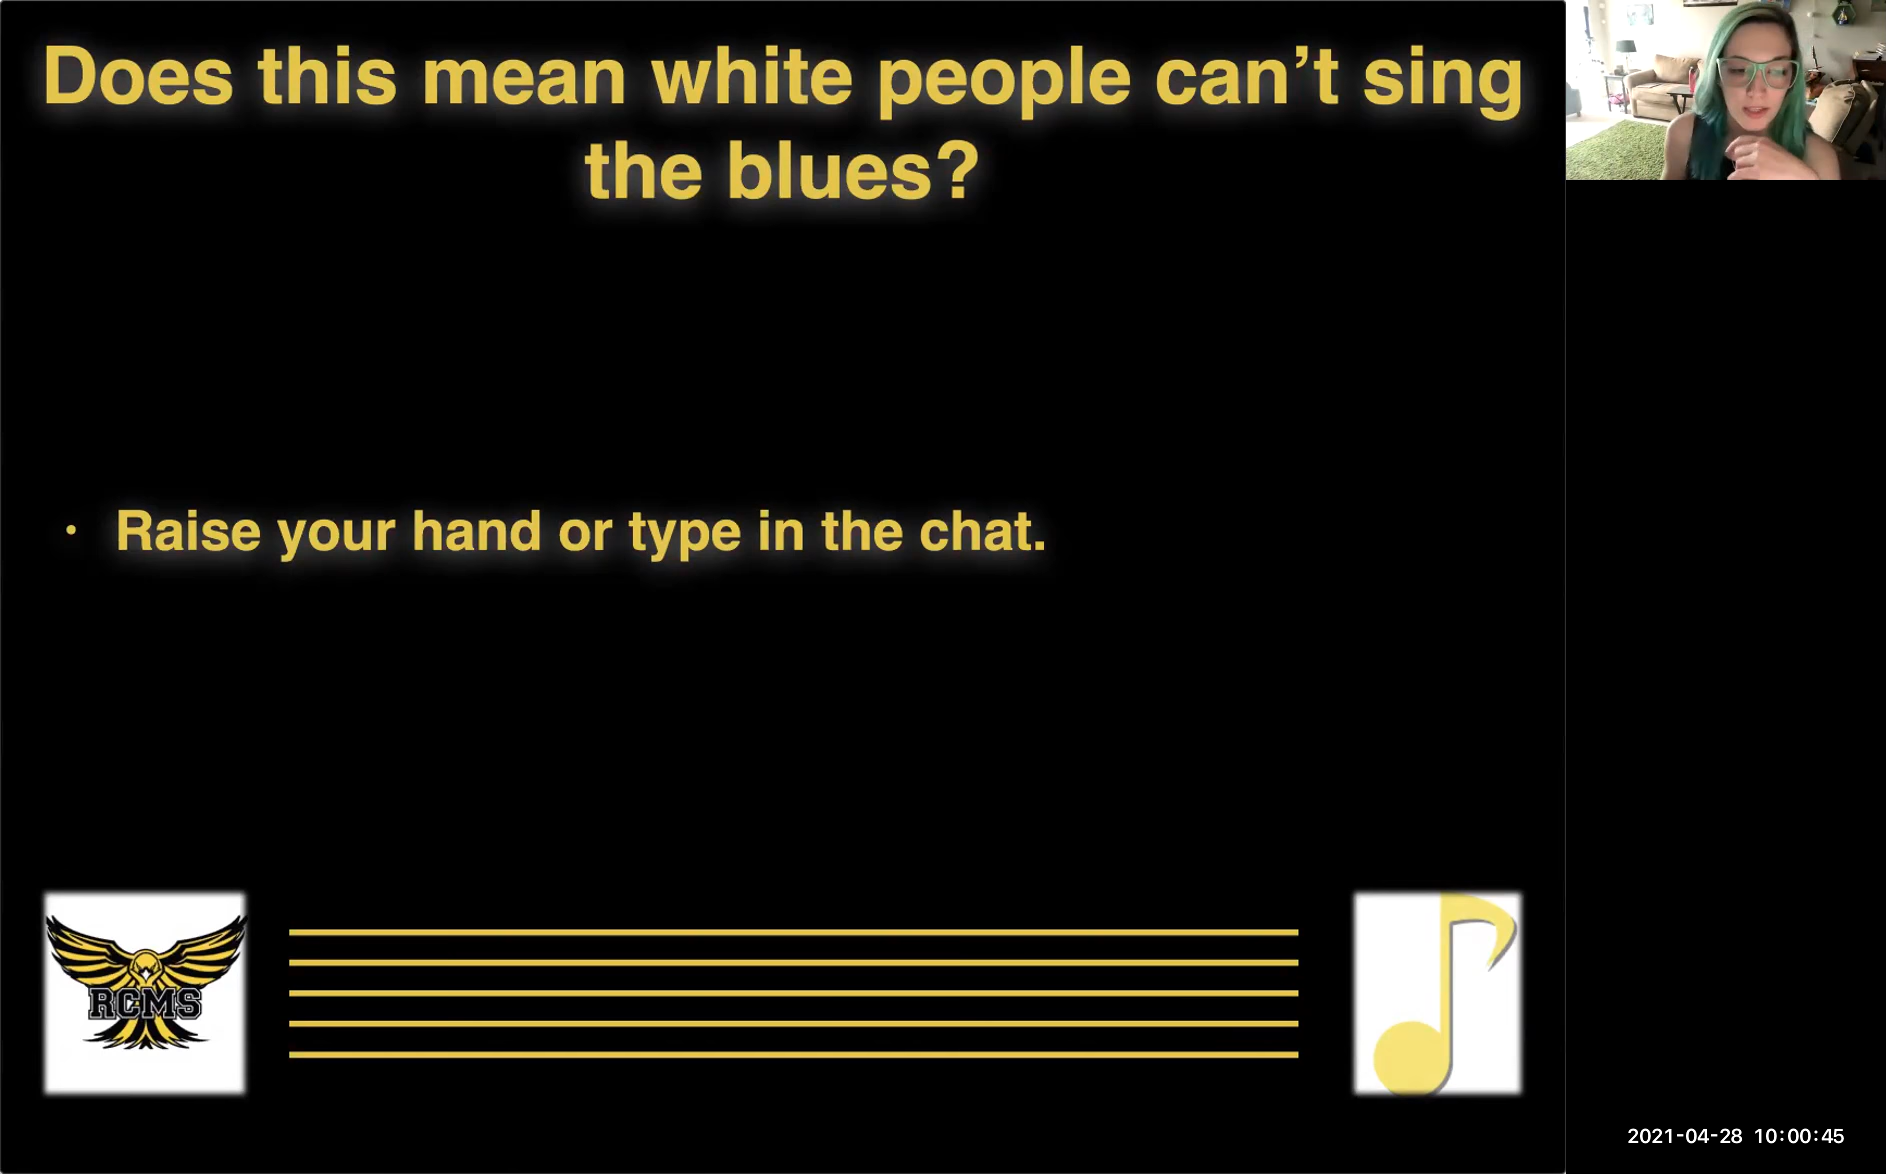 Does this mean white people can’t sing
the blues?
• Raise your hand or type in the chat.
RCMS
2021-04-28 10:00:45